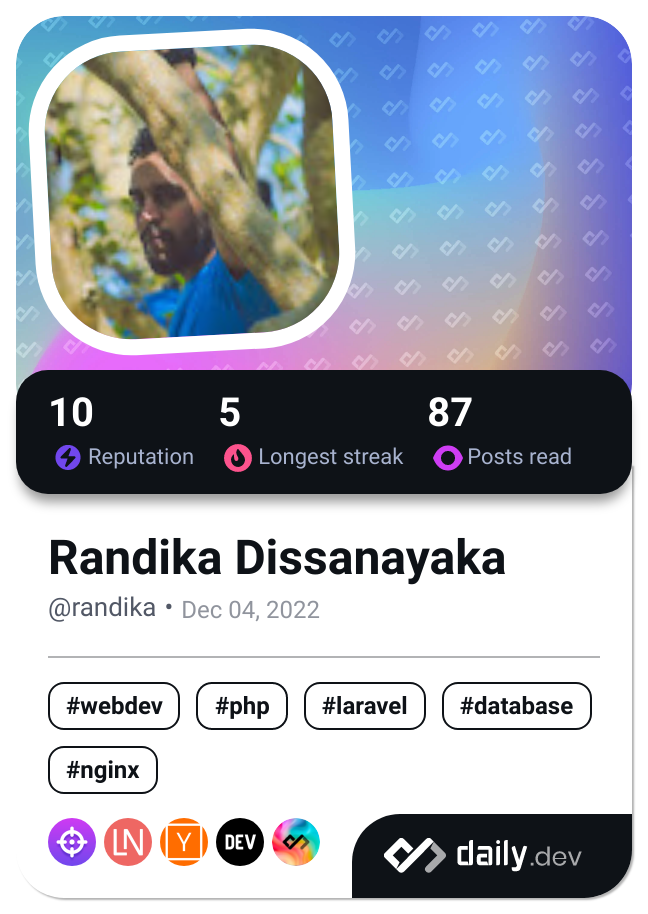 10 5 87
Reputation Longest streak Posts read
Randika Dissanayaka
@randika • Dec 04, 2022
#webdev #php #laravel #database
#nginx
LN Y DEV
daily.dev